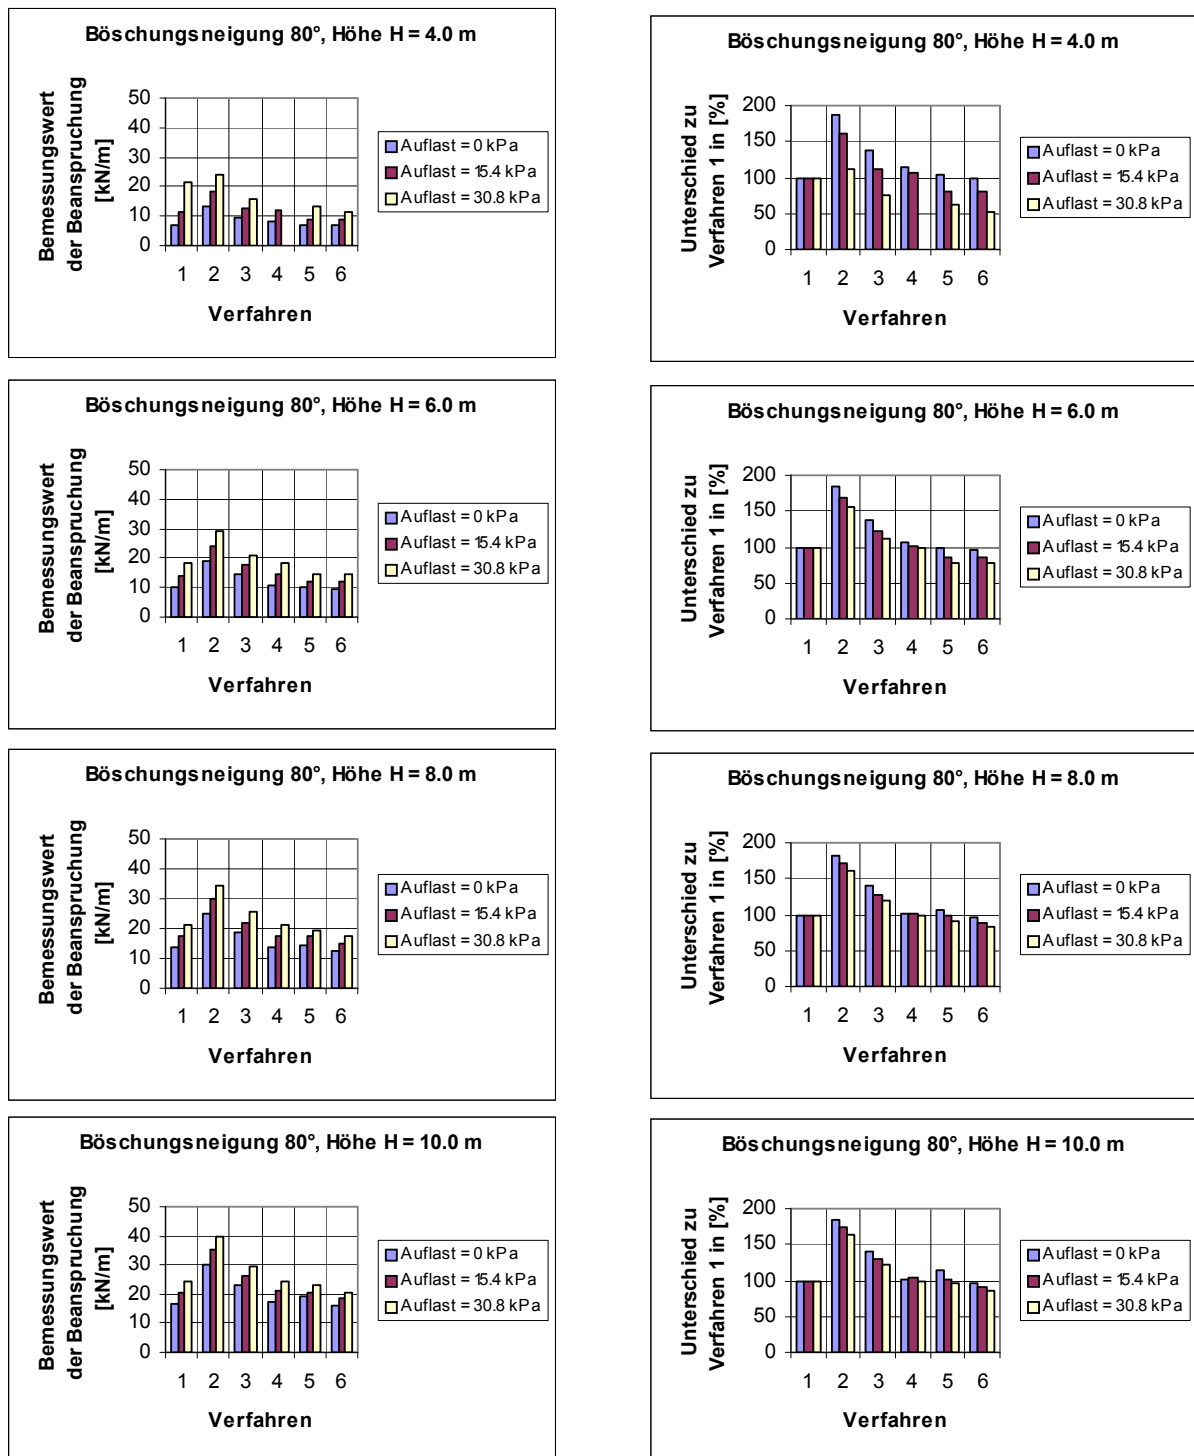 Böschungsneigung 80°, Höhe H = 4.0 m
Bemessungswert
der Beanspruchung
[kN/m]
50
40
30
20
10
0
1 2 3 4 5 6
Verfahren
Auflast = 0 kPa
Auflast = 15.4 kPa
Auflast = 30.8 kPa
Böschungsneigung 80°, Höhe H = 4.0 m
Unterschied zu
Verfahren 1 in [%]
200
150
100
50
0
1 2 3 4 5 6
Verfahren
Auflast = 0 kPa
Auflast = 15.4 kPa
Auflast = 30.8 kPa
Böschungsneigung 80°, Höhe H = 6.0 m
Bemessungswert
der Beanspruchung
[kN/m]
50
40
30
20
10
0
1 2 3 4 5 6
Verfahren
Auflast = 0 kPa
Auflast = 15.4 kPa
Auflast = 30.8 kPa
Böschungsneigung 80°, Höhe H = 6.0 m
Unterschied zu
Verfahren 1 in [%]
200
150
100
50
0
1 2 3 4 5 6
Verfahren
Auflast = 0 kPa
Auflast = 15.4 kPa
Auflast = 30.8 kPa
Böschungsneigung 80°, Höhe H = 8.0 m
Bemessungswert
der Beanspruchung
[kN/m]
50
40
30
20
10
0
1 2 3 4 5 6
Verfahren
Auflast = 0 kPa
Auflast = 15.4 kPa
Auflast = 30.8 kPa
Böschungsneigung 80°, Höhe H = 8.0 m
Unterschied zu
Verfahren 1 in [%]
200
150
100
50
0
1 2 3 4 5 6
Verfahren
Auflast = 0 kPa
Auflast = 15.4 kPa
Auflast = 30.8 kPa
Böschungsneigung 80°, Höhe H = 10.0 m
Bemessungswert
der Beanspruchung
[kN/m]
50
40
30
20
10
0
1 2 3 4 5 6
Verfahren
Auflast = 0 kPa
Auflast = 15.4 kPa
Auflast = 30.8 kPa
Böschungsneigung 80°, Höhe H = 10.0 m
Unterschied zu
Verfahren 1 in [%]
200
150
100
50
0
1 2 3 4 5 6
Verfahren
Auflast = 0 kPa
Auflast = 15.4 kPa
Auflast = 30.8 kPa